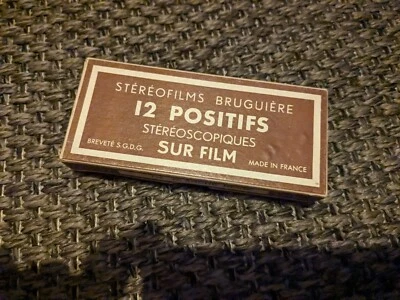 STÉRÉOFILMS BRUGUIÈRE
12 POSITIFS
STÉRÉOSCOPIQUES
SUR FILM
BREVETÉ S.G.D.G.
MADE IN FRANCE